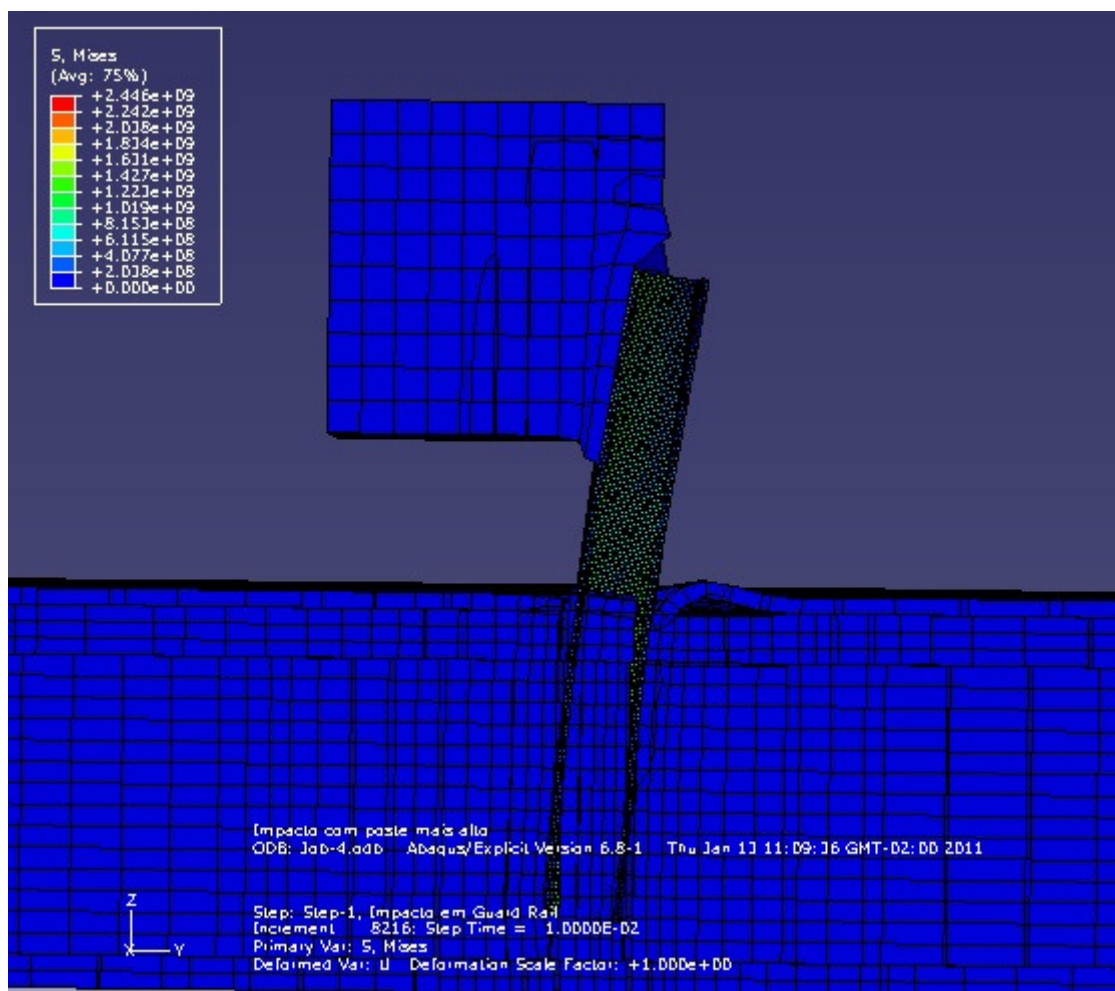 S, Mises
(Avg: 75%)
+2.446e+09
+2.242e+09
+2.038e+09
+1.834e+09
+1.631e+09
+1.427e+09
+1.223e+09
+1.019e+09
+8.153e+08
+6.115e+08
+4.077e+08
+2.038e+08
+0.000e+00
Impacto com poste mais alto
ODB: Job-4.odb Abaqus/Explicit Version 6.8-1 Thu Jan 13 11:09:36 GMT-02:00 2011
Z
X Y
Step: Step-1, Impacto em Guard Rail
Increment 8216: Step Time = 1.0000E-02
Primary Var: S, Mises
Deformed Var: U Deformation Scale Factor: +1.000e+00